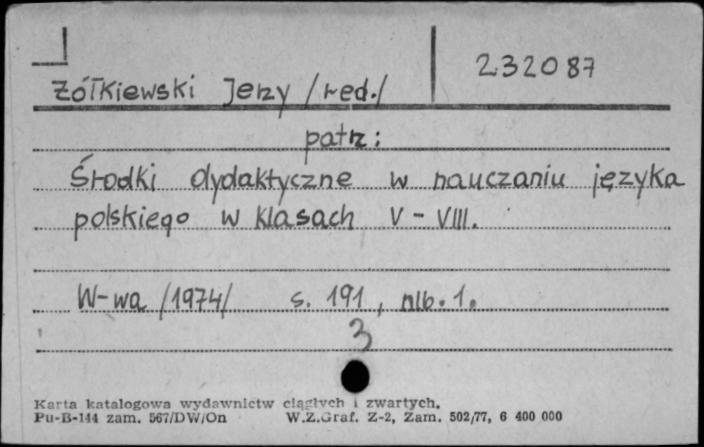 232087
Żółkiewski Jerzy /red./
patrz:
Środki dydaktyczne w nauczaniu języka
polskiego w klasach V - VIII.
W-wa /1974/ s. 191, nlb. 1.
3
Karta katalogowa wydawnictw ciągłych i zwartych.
Pu-B-144 zam. 567/DW/On W.Z.Graf. Z-2, Zam. 502/77, 6 400 000